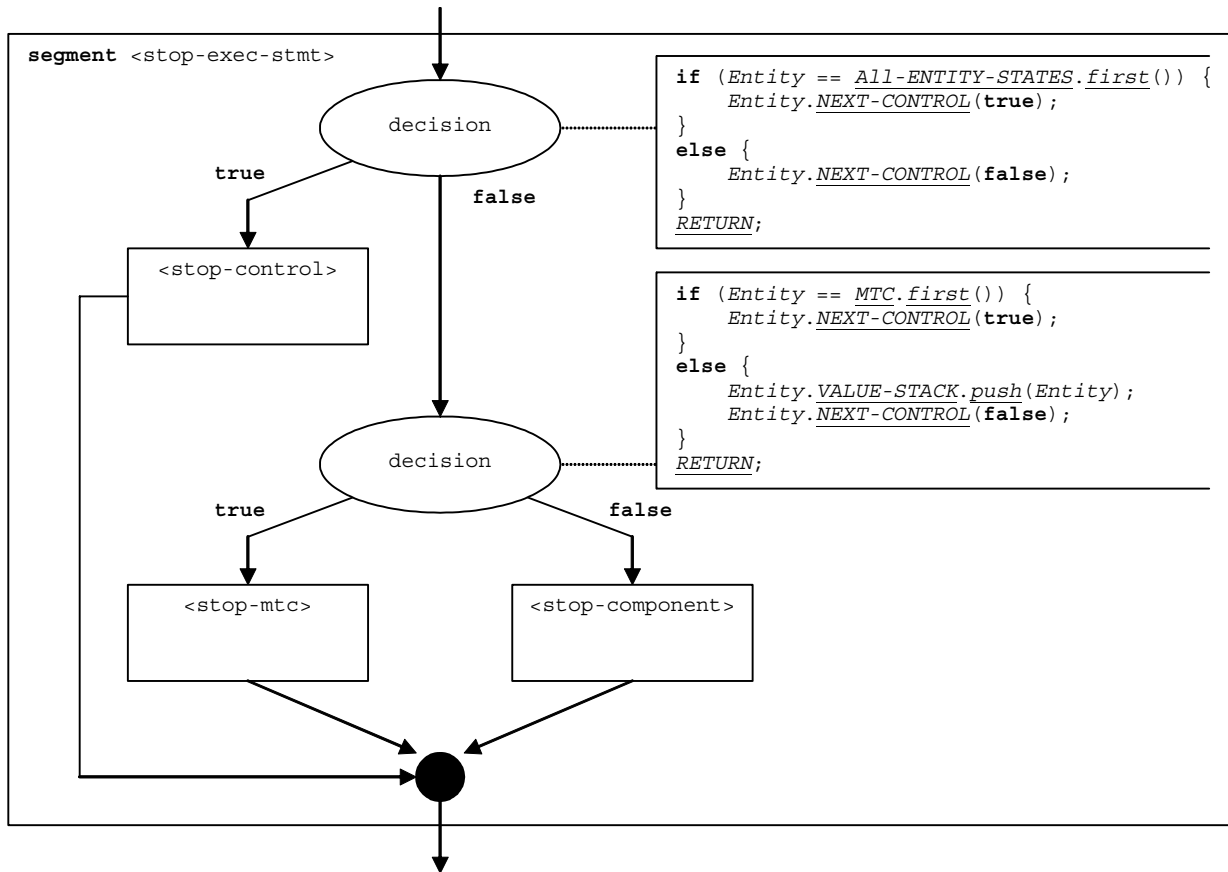 segment <stop-exec-stmt>
decision
if (Entity == All-ENTITY-STATES.first()) {
Entity.NEXT-CONTROL(true);
}
else {
Entity.NEXT-CONTROL(false);
}
RETURN;
true
false
<stop-control>
if (Entity == MTC.first()) {
Entity.NEXT-CONTROL(true);
}
else {
Entity.VALUE-STACK.push(Entity);
Entity.NEXT-CONTROL(false);
}
RETURN;
decision
true
false
<stop-mtc>
<stop-component>